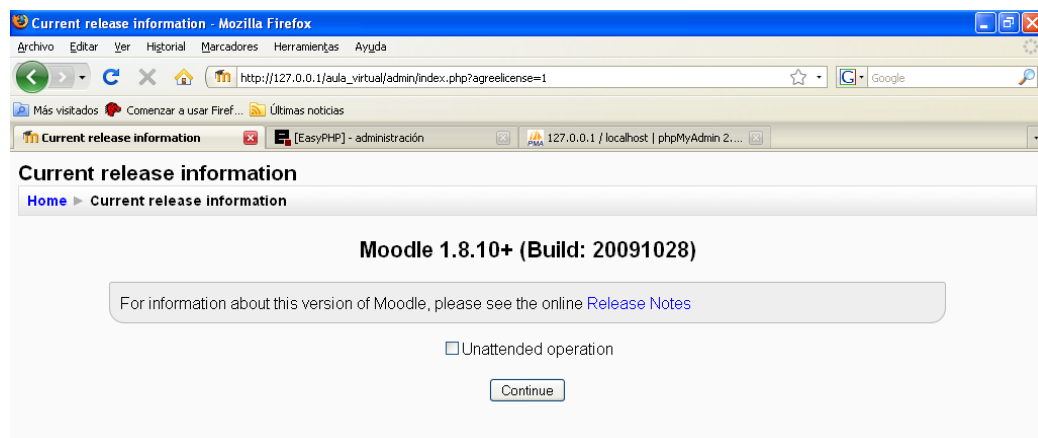 Current release information - Mozilla Firefox
Archivo Editar Ver Historial Marcadores Herramientas Ayuda
http://127.0.0.1/aula_virtual/admin/index.php?agreelicense=1 G Google
Más visitados Comenzar a usar Firef... Últimas noticias
Current release information [EasyPHP] - administración PMA 127.0.0.1 / localhost | phpMyAdmin 2....
Current release information
Home ► Current release information
Moodle 1.8.10+ (Build: 20091028)
For information about this version of Moodle, please see the online Release Notes
Unattended operation
Continue